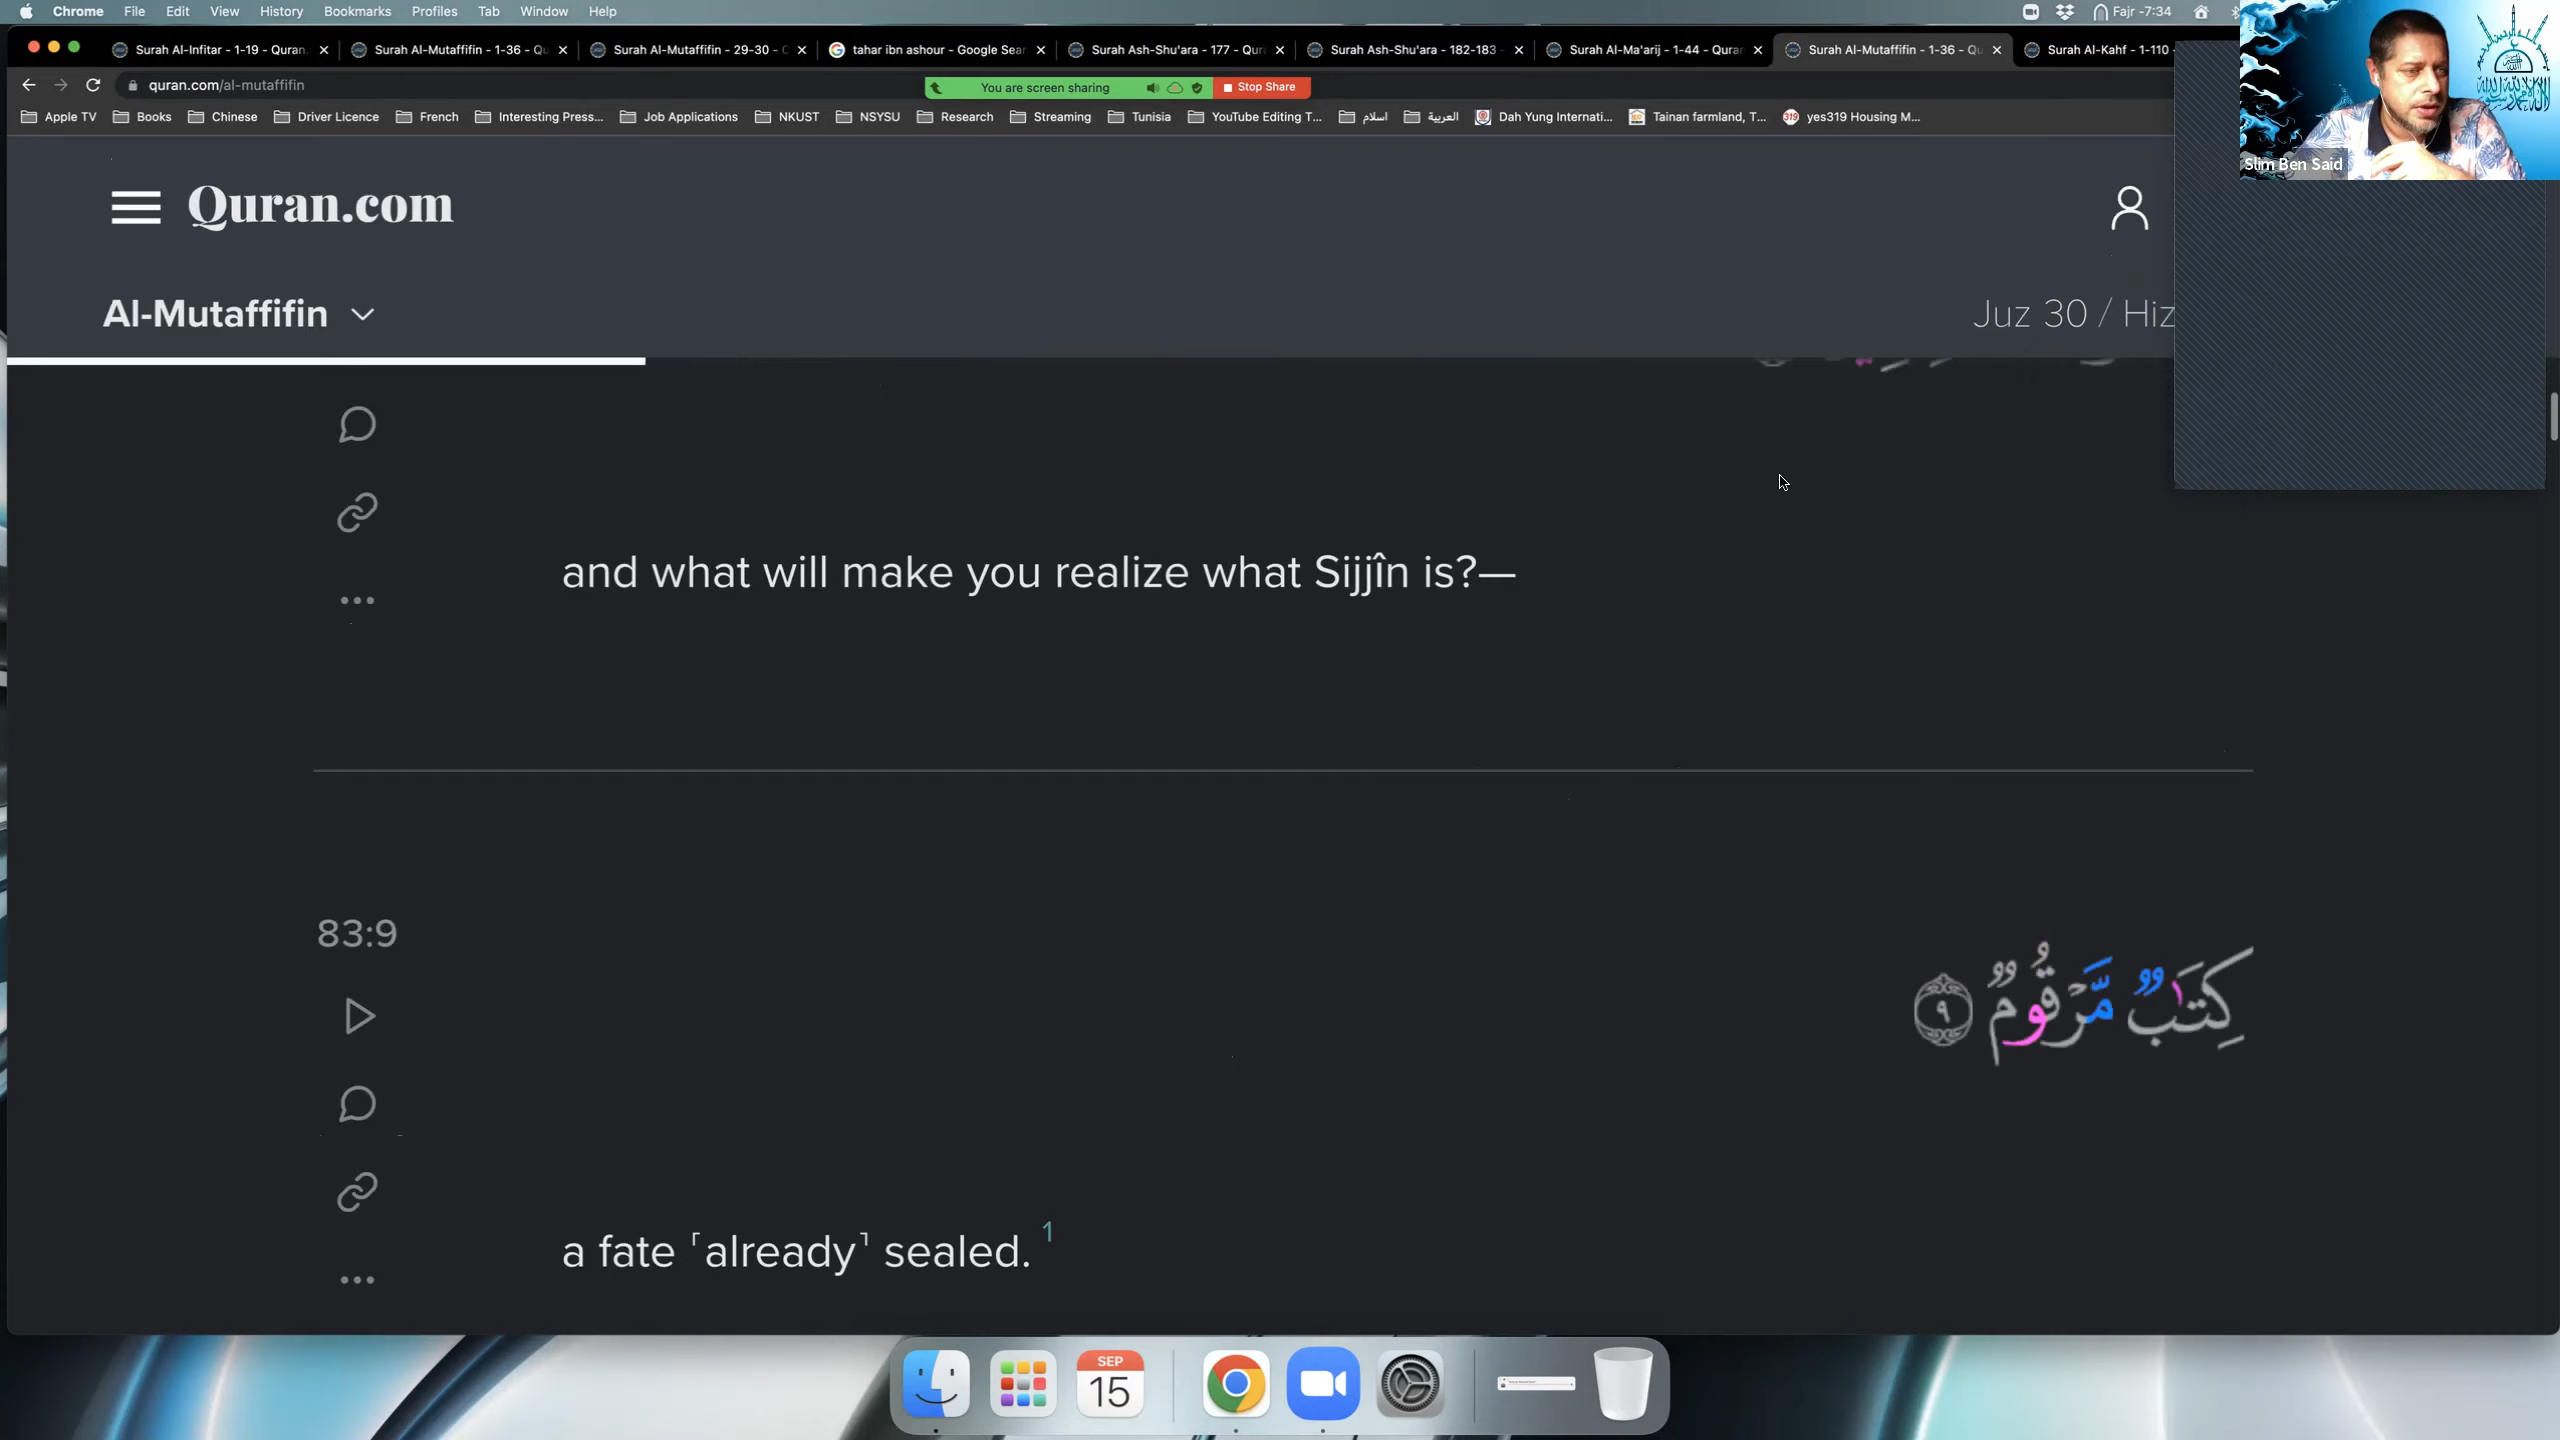 Chrome File Edit View History Bookmarks Profiles Tab Window Help Fajr -7:34
Surah Al-Infitar - 1-19 - Quran. Surah Al-Mutaffifin - 1-36 - Qu Surah Al-Mutaffifin - 29-30 - tahar ibn ashour - Google Sear Surah Ash-Shu'ara - 177 - Qur Surah Ash-Shu'ara - 182-183 - Surah Al-Ma'arij - 1-44 - Quran Surah Al-Mutaffifin - 1-36 - Qu Surah Al-Kahf - 1-110
quran.com/al-mutaffifin You are screen sharing Stop Share
Apple TV Books Chinese Driver Licence French Interesting Press... Job Applications NKUST NSYSU Research Streaming Tunisia YouTube Editing T... اسلام العربية Dah Yung Internati... Tainan farmland, T... 319 yes319 Housing M...
Slim Ben Said
Quran.com
Al-Mutaffifin Juz 30 / Hiz
and what will make you realize what Sijjîn is?—
83:9
كِتَـٰبٌ مَّرْقُومٌ ٩
a fate ˹already˺ sealed. 1
SEP
15